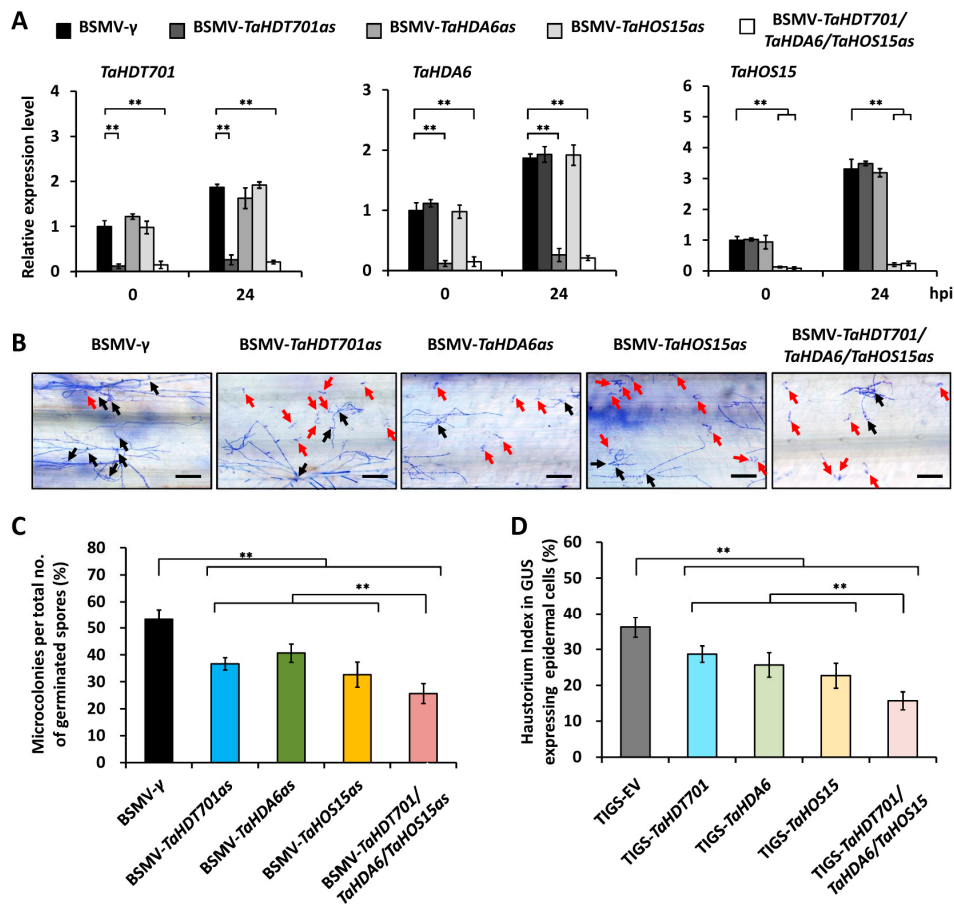 A
BSMV-γ
BSMV-TaHDT701as
BSMV-TaHDA6as
BSMV-TaHOS15as
BSMV-TaHDT701/
TaHDA6/TaHOS15as
TaHDT701
TaHDA6
TaHOS15
Relative expression level
4
3
2
1
0
**
**
**
**
0
24
3
2
1
0
**
**
**
**
0
24
6
5
4
3
2
1
0
**
**
0
24
hpi
B
BSMV-γ
BSMV-TaHDT701as
BSMV-TaHDA6as
BSMV-TaHOS15as
BSMV-TaHDT701/
TaHDA6/TaHOS15as
C
Microcolonies per total no.
of germinated spores (%)
80
70
60
50
40
30
20
10
0
**
**
BSMV-γ
BSMV-TaHDT701as
BSMV-TaHDA6as
BSMV-TaHOS15as
BSMV-TaHDT701/
TaHDA6/TaHOS15as
D
Haustorium Index in GUS
expressing epidermal cells (%)
60
50
40
30
20
10
0
**
**
TIGS-EV
TIGS-TaHDT701
TIGS-TaHDA6
TIGS-TaHOS15
TIGS-TaHDT701/
TaHDA6/TaHOS15